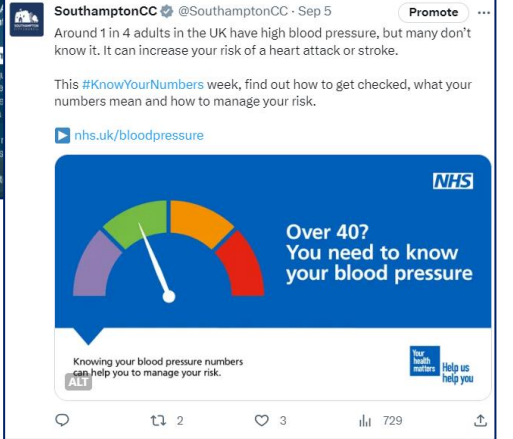 SouthamptonCC @SouthamptonCC · Sep 5
Promote
Around 1 in 4 adults in the UK have high blood pressure, but many don't
know it. It can increase your risk of a heart attack or stroke.
This #KnowYourNumbers week, find out how to get checked, what your
numbers mean and how to manage your risk.
nhs.uk/bloodpressure
NHS
Over 40?
You need to know
your blood pressure
Knowing your blood pressure numbers
can help you to manage your risk.
ALT
Your
health
matters
Help us
help you
2
3
729